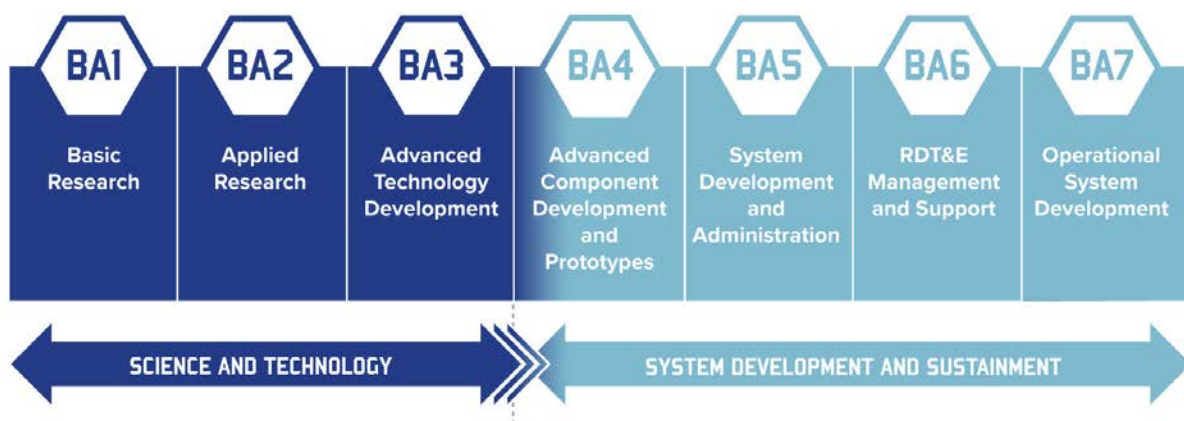 BA1
BA2
BA3
BA4
BA5
BA6
BA7
Basic
Research
Applied
Research
Advanced
Technology
Development
Advanced
Component
Development
and
Prototypes
System
Development
and
Administration
RDT&E
Management
and Support
Operational
System
Development
SCIENCE AND TECHNOLOGY
SYSTEM DEVELOPMENT AND SUSTAINMENT